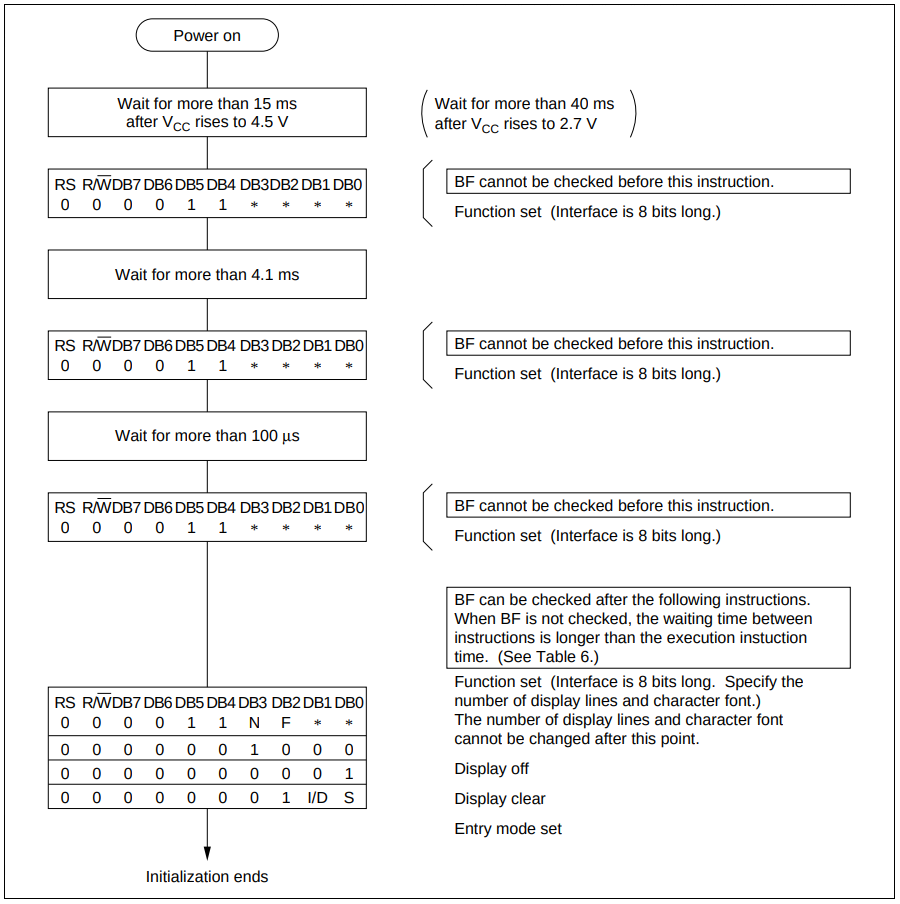 Power on
Wait for more than 15 ms
after VCC rises to 4.5 V
Wait for more than 40 ms
after VCC rises to 2.7 V
RS R/W̅ DB7 DB6 DB5 DB4 DB3 DB2 DB1 DB0
0 0 0 0 1 1 * * * *
BF cannot be checked before this instruction.
Function set (Interface is 8 bits long.)
Wait for more than 4.1 ms
RS R/W̅ DB7 DB6 DB5 DB4 DB3 DB2 DB1 DB0
0 0 0 0 1 1 * * * *
BF cannot be checked before this instruction.
Function set (Interface is 8 bits long.)
Wait for more than 100 µs
RS R/W̅ DB7 DB6 DB5 DB4 DB3 DB2 DB1 DB0
0 0 0 0 1 1 * * * *
BF cannot be checked before this instruction.
Function set (Interface is 8 bits long.)
BF can be checked after the following instructions.
When BF is not checked, the waiting time between
instructions is longer than the execution instuction
time. (See Table 6.)
RS R/W̅ DB7 DB6 DB5 DB4 DB3 DB2 DB1 DB0
0 0 0 0 1 1 N F * *
0 0 0 0 0 0 1 0 0 0
0 0 0 0 0 0 0 0 0 1
0 0 0 0 0 0 0 1 I/D S
Function set (Interface is 8 bits long. Specify the
number of display lines and character font.)
The number of display lines and character font
cannot be changed after this point.
Display off
Display clear
Entry mode set
Initialization ends